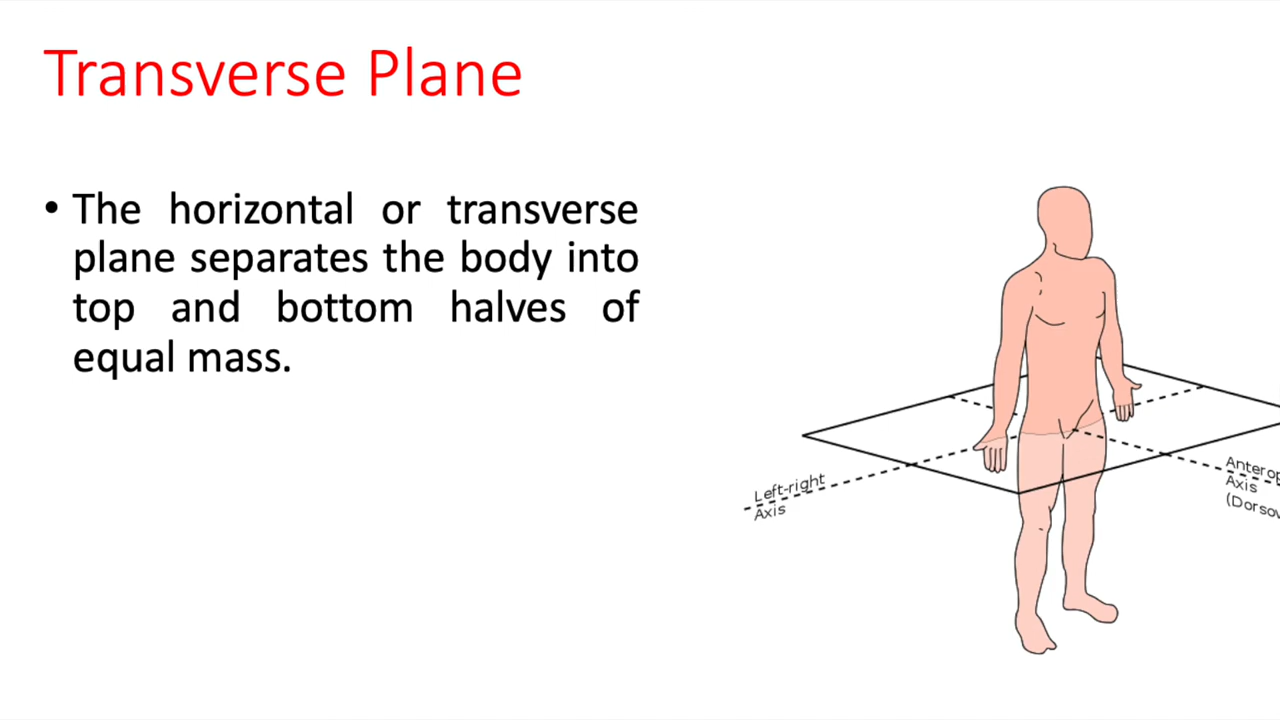 Transverse Plane
• The horizontal or transverse
plane separates the body into
top and bottom halves of
equal mass.
Left-right
Axis
Axis